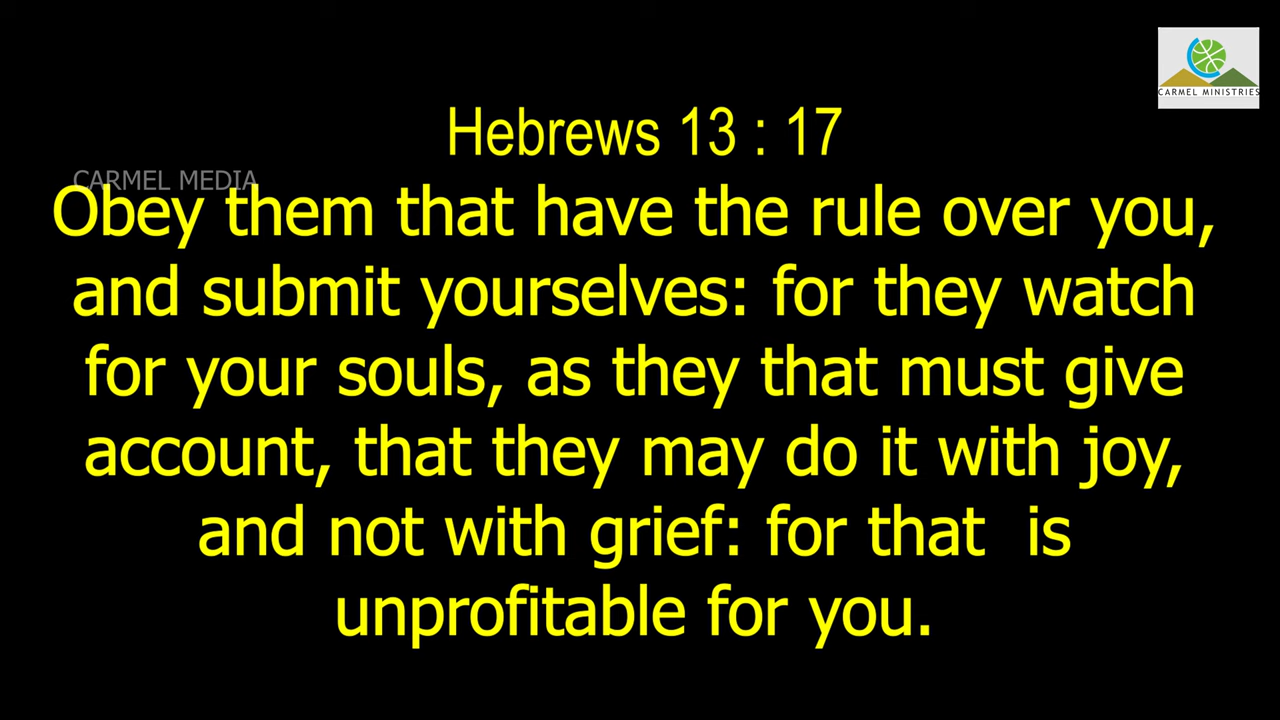 CARMEL MINISTRIES
Hebrews 13 : 17
CARMEL MEDIA
Obey them that have the rule over you,
and submit yourselves: for they watch
for your souls, as they that must give
account, that they may do it with joy,
and not with grief: for that  is
unprofitable for you.